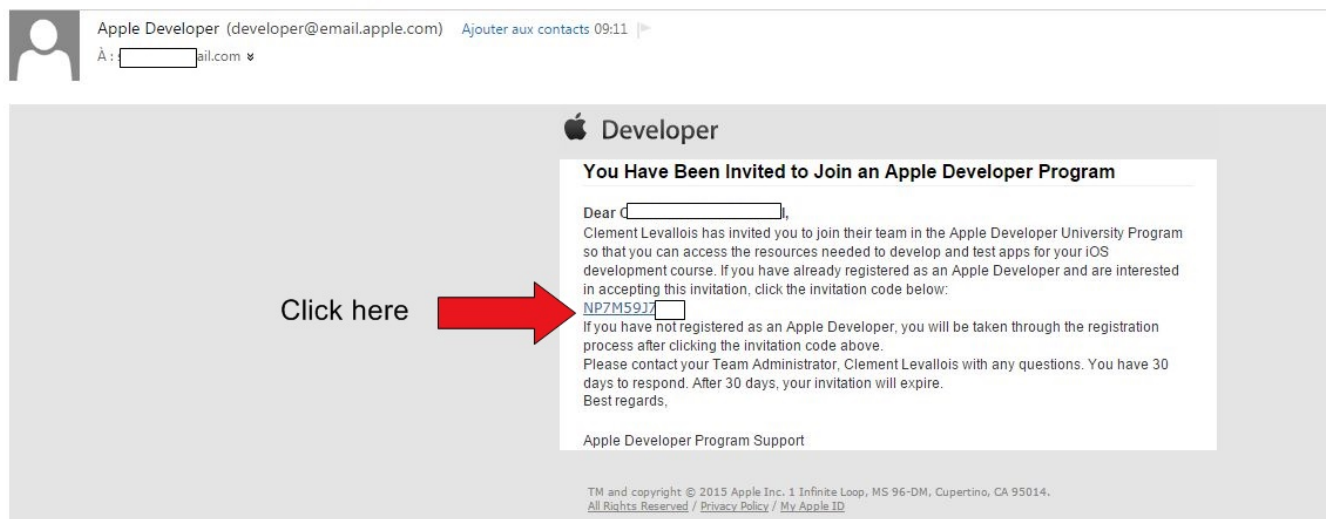 Apple Developer (developer@email.apple.com) Ajouter aux contacts 09:11
À : ail.com
Developer
You Have Been Invited to Join an Apple Developer Program
Dear
Clement Levallois has invited you to join their team in the Apple Developer University Program
so that you can access the resources needed to develop and test apps for your iOS
development course. If you have already registered as an Apple Developer and are interested
in accepting this invitation, click the invitation code below:
Click here
NP7M59J7
If you have not registered as an Apple Developer, you will be taken through the registration
process after clicking the invitation code above.
Please contact your Team Administrator, Clement Levallois with any questions. You have 30
days to respond. After 30 days, your invitation will expire.
Best regards,
Apple Developer Program Support
TM and copyright © 2015 Apple Inc. 1 Infinite Loop, MS 96-DM, Cupertino, CA 95014.
All Rights Reserved / Privacy Policy / My Apple ID